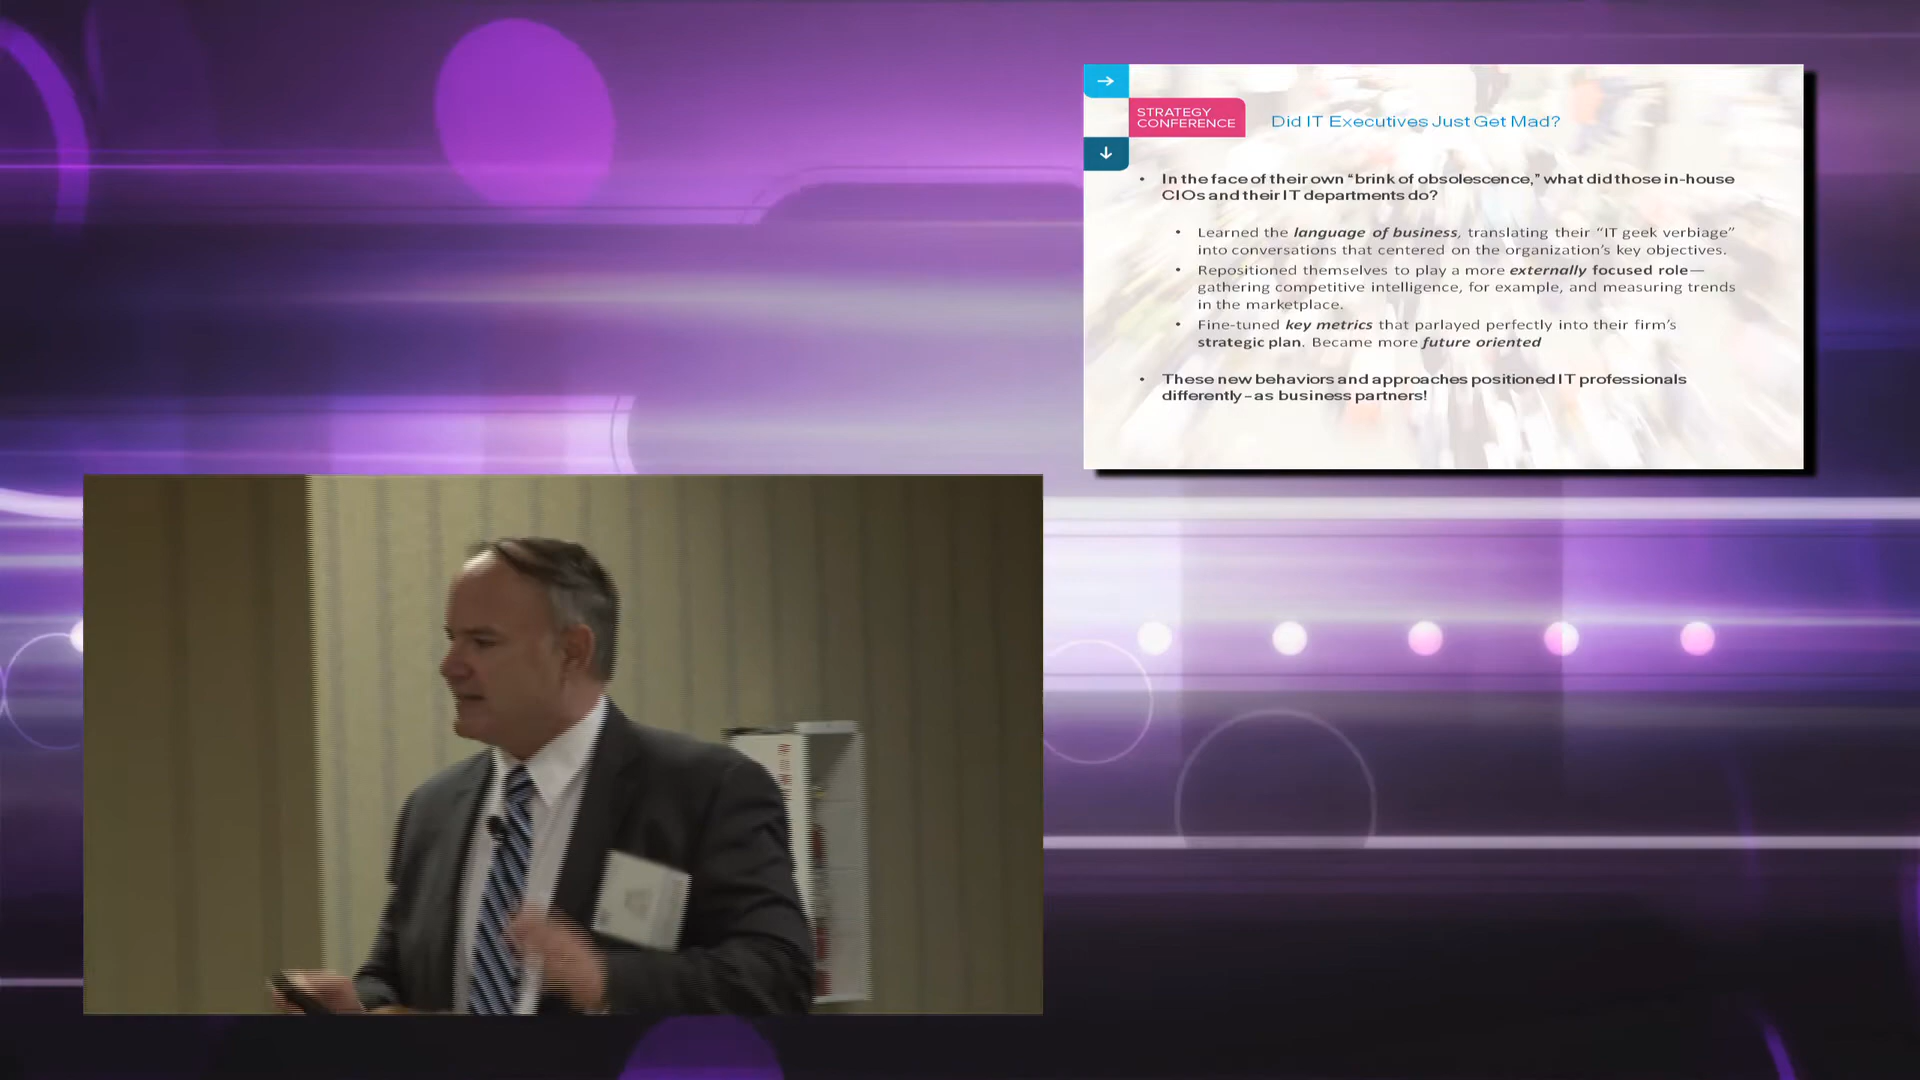 STRATEGY
CONFERENCE
Did IT Executives Just Get Mad?
• In the face of their own “brink of obsolescence,” what did those in-house
CIOs and their IT departments do?
• Learned the language of business, translating their “IT geek verbiage”
into conversations that centered on the organization’s key objectives.
• Repositioned themselves to play a more externally focused role—
gathering competitive intelligence, for example, and measuring trends
in the marketplace.
• Fine-tuned key metrics that parlayed perfectly into their firm’s
strategic plan. Became more future oriented
• These new behaviors and approaches positioned IT professionals
differently – as business partners!